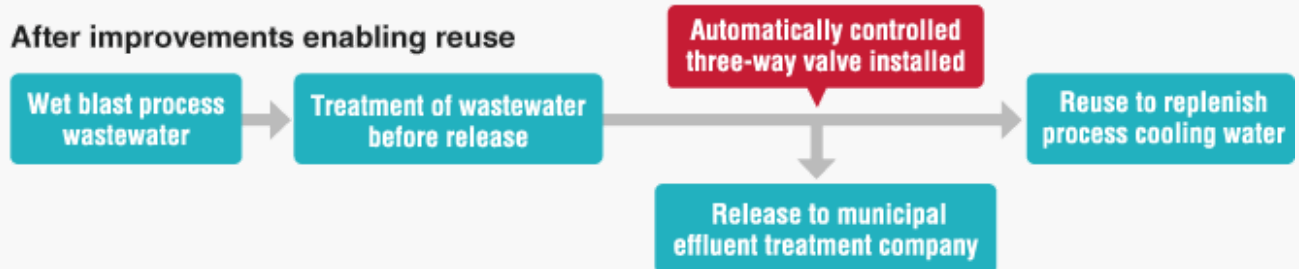 After improvements enabling reuse
Automatically controlled
three-way valve installed
Wet blast process
wastewater
Treatment of wastewater
before release
Reuse to replenish
process cooling water
Release to municipal
effluent treatment company